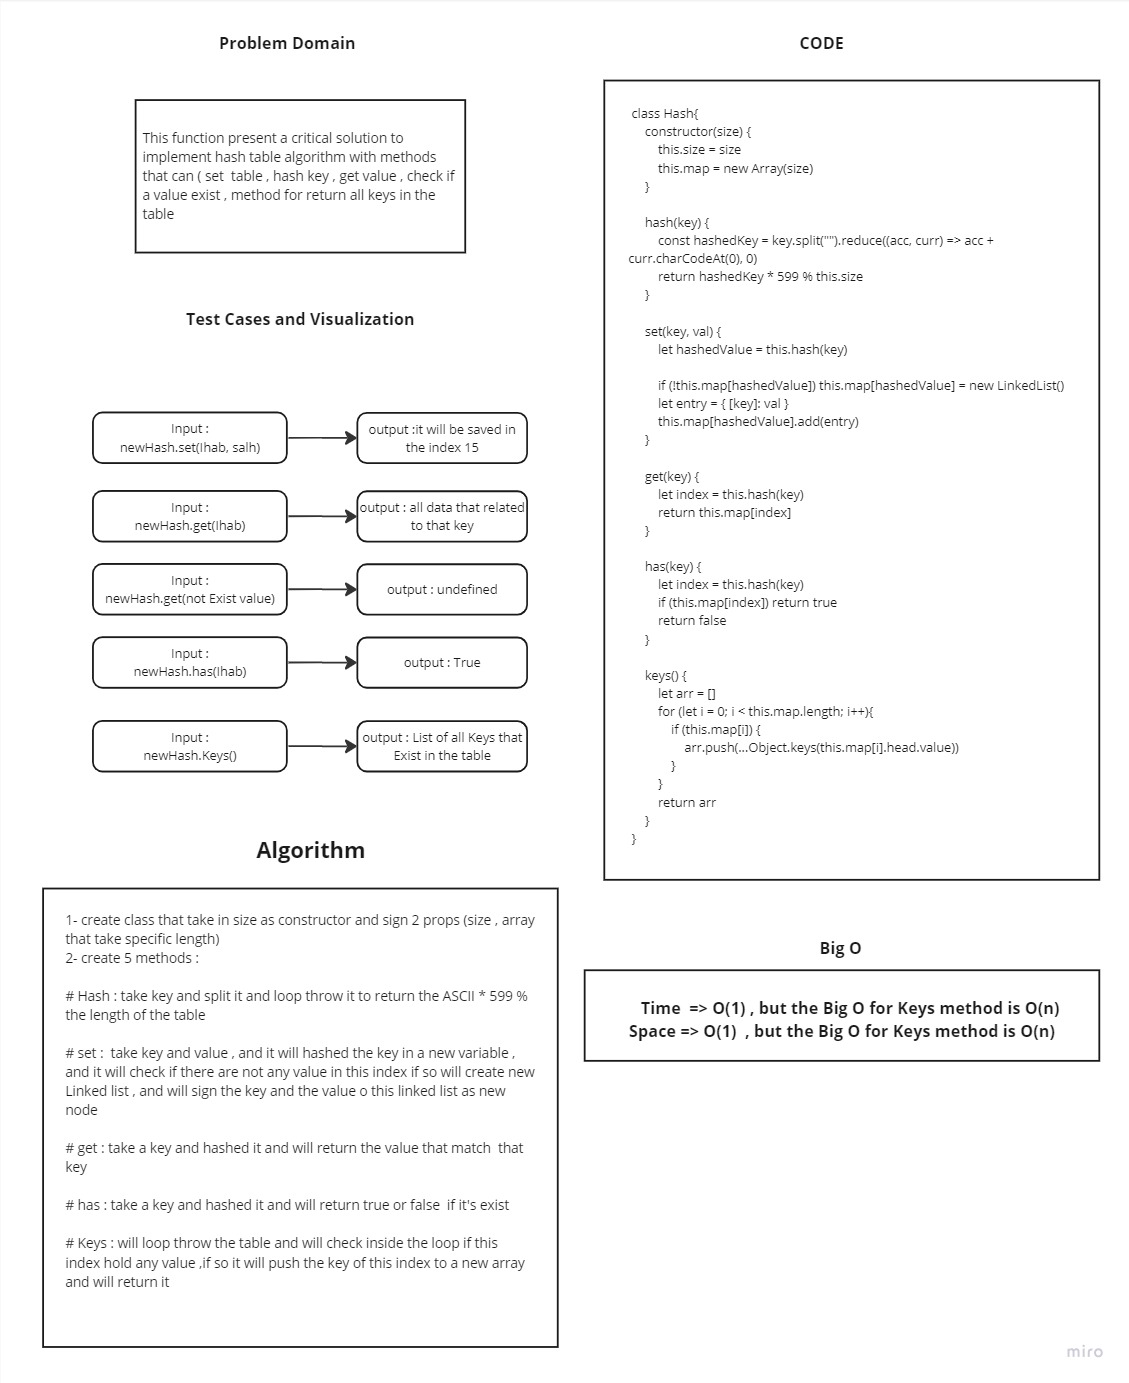 Problem Domain
This function present a critical solution to
implement hash table algorithm with methods
that can ( set  table , hash key , get value , check if
a value exist , method for return all keys in the
table
Test Cases and Visualization
Input :
newHash.set(Ihab, salh)
output :it will be saved in
the index 15
Input :
newHash.get(Ihab)
output : all data that related
to that key
Input :
newHash.get(not Exist value)
output : undefined
Input :
newHash.has(Ihab)
output : True
Input :
newHash.Keys()
output : List of all Keys that
Exist in the table
Algorithm
1- create class that take in size as constructor and sign 2 props (size , array
that take specific length)
2- create 5 methods :
# Hash : take key and split it and loop throw it to return the ASCII * 599 %
the length of the table
# set :  take key and value , and it will hashed the key in a new variable ,
and it will check if there are not any value in this index if so will create new
Linked list , and will sign the key and the value o this linked list as new
node
# get : take a key and hashed it and will return the value that match  that
key
# has : take a key and hashed it and will return true or false  if it's exist
# Keys : will loop throw the table and will check inside the loop if this
index hold any value ,if so it will push the key of this index to a new array
and will return it
CODE
class Hash{
constructor(size) {
this.size = size
this.map = new Array(size)
}
hash(key) {
const hashedKey = key.split("").reduce((acc, curr) => acc +
curr.charCodeAt(0), 0)
return hashedKey * 599 % this.size
}
set(key, val) {
let hashedValue = this.hash(key)
if (!this.map[hashedValue]) this.map[hashedValue] = new LinkedList()
let entry = { [key]: val }
this.map[hashedValue].add(entry)
}
get(key) {
let index = this.hash(key)
return this.map[index]
}
has(key) {
let index = this.hash(key)
if (this.map[index]) return true
return false
}
keys() {
let arr = []
for (let i = 0; i < this.map.length; i++){
if (this.map[i]) {
arr.push(...Object.keys(this.map[i].head.value))
}
}
return arr
}
}
Big O
Time  => O(1) , but the Big O for Keys method is O(n)
Space => O(1)  , but the Big O for Keys method is O(n)
miro